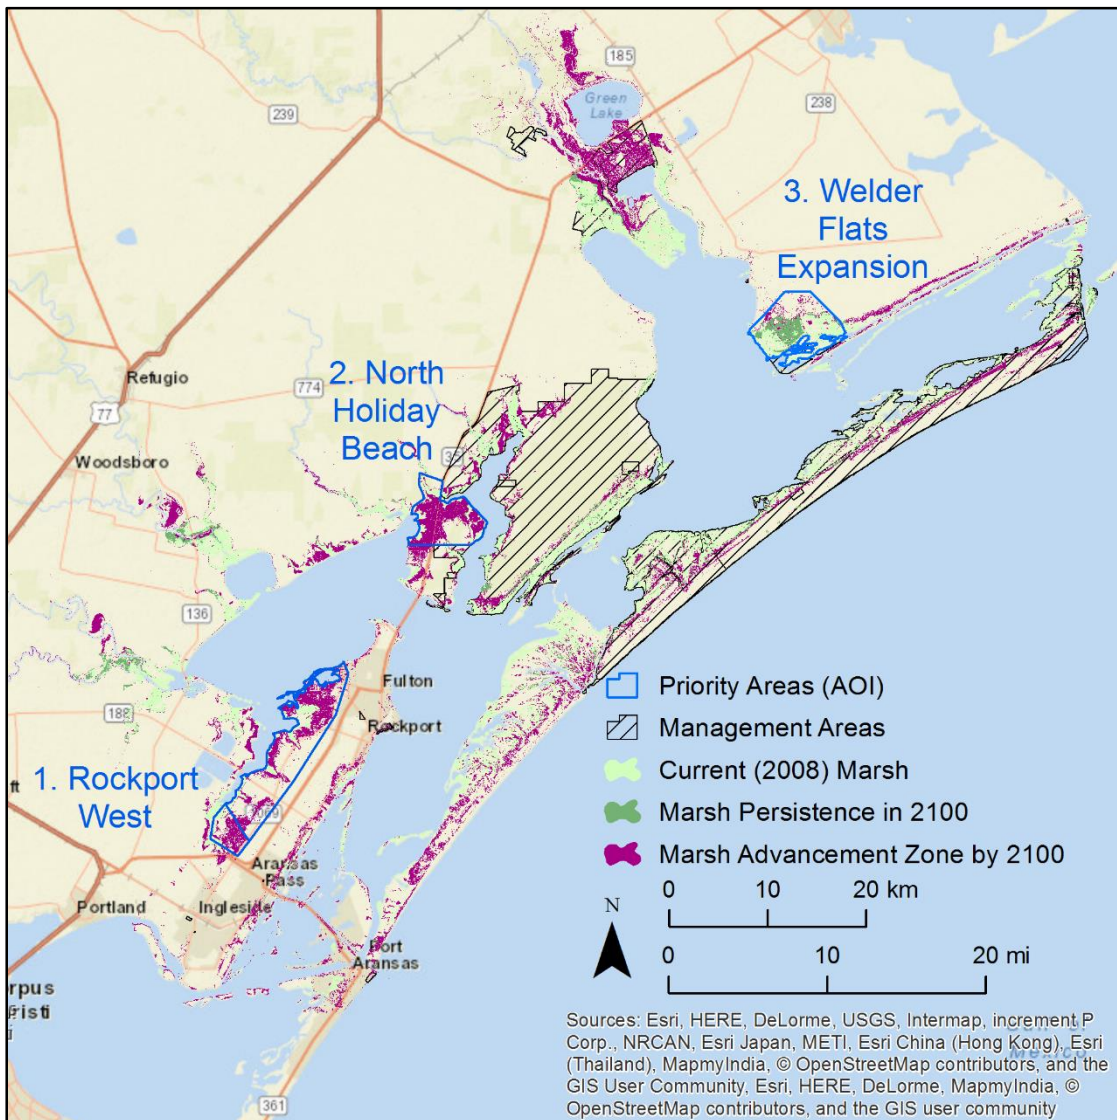 185
Green
Lake
239
238
3. Welder
Flats
Expansion
Refugio
774
2. North
Holiday
Beach
77
35
Woodsboro
136
Fulton
188
Rockport
1. Rockport
West
1069
Aransas
Pass
Portland
Ingleside
Port
Aransas
rpus
risti
361
Priority Areas (AOI)
Management Areas
Current (2008) Marsh
Marsh Persistence in 2100
Marsh Advancement Zone by 2100
0 10 20 km
N
0 10 20 mi
Sources: Esri, HERE, DeLorme, USGS, Intermap, increment P
Corp., NRCAN, Esri Japan, METI, Esri China (Hong Kong), Esri
(Thailand), MapmyIndia, © OpenStreetMap contributors, and the
GIS User Community, Esri, HERE, DeLorme, MapmyIndia, ©
OpenStreetMap contributors, and the GIS user community